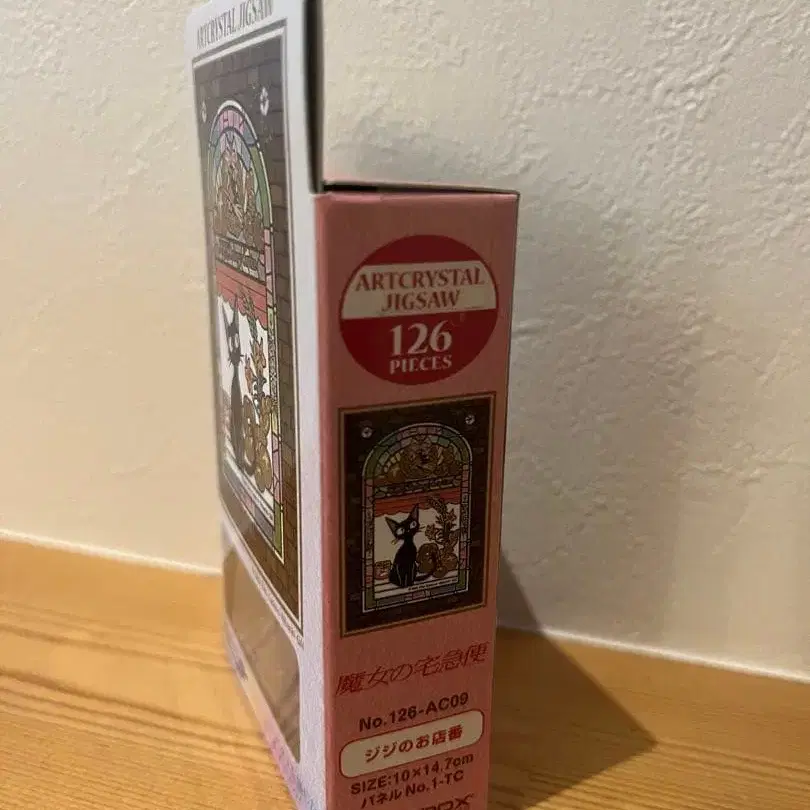 ARTCRYSTAL JIGSAW
ARTCRYSTAL
JIGSAW
126
PIECES
魔女の宅急便
No.126-AC09
ジジのお店番
SIZE:10×14.7cm
パネル No.1-TC